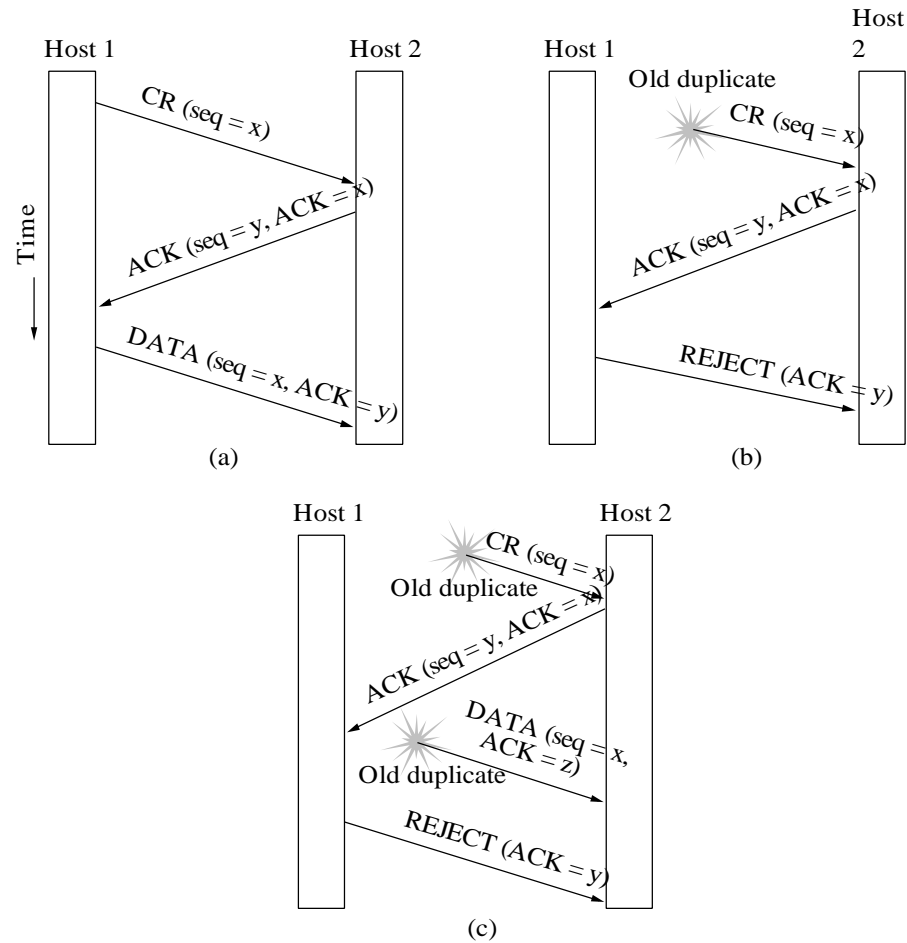 Host 1
Host 2
CR (seq = x)
ACK (seq = y, ACK = x)
DATA (seq = x, ACK = y)
Time
(a)
Host 1
Host
2
Old duplicate
CR (seq = x)
ACK (seq = y, ACK = x)
REJECT (ACK = y)
(b)
Host 1
Host 2
CR (seq = x)
Old duplicate
ACK (seq = y, ACK = x)
DATA (seq = x,
ACK = z)
Old duplicate
REJECT (ACK = y)
(c)